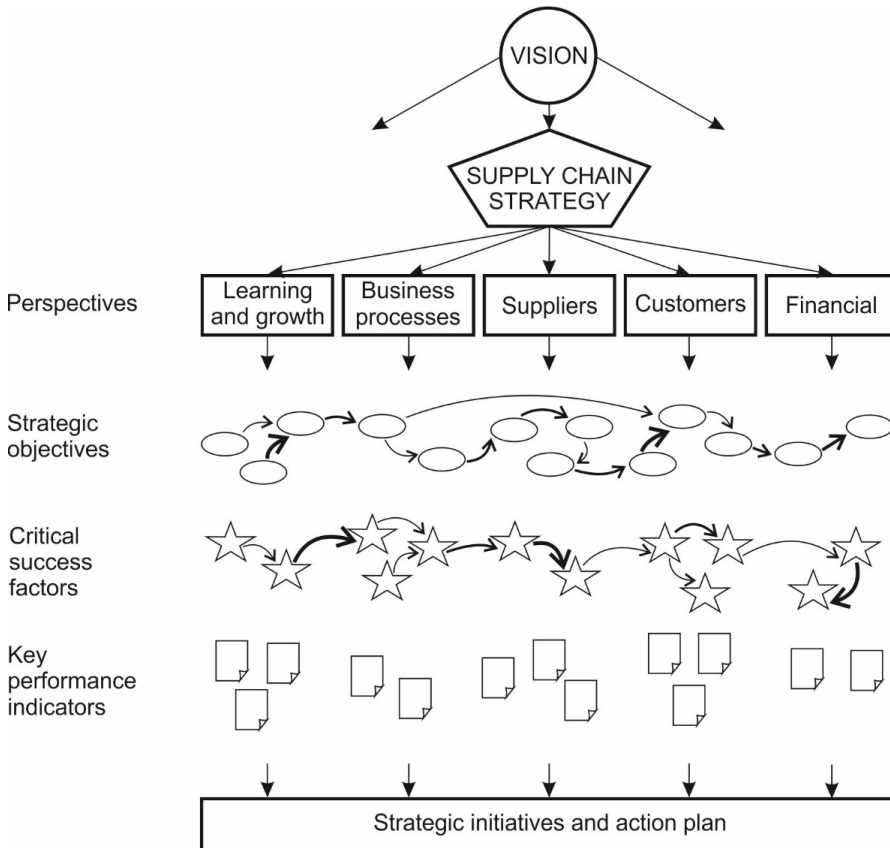 VISION
SUPPLY CHAIN
STRATEGY
Perspectives
Learning
and growth
Business
processes
Suppliers
Customers
Financial
Strategic
objectives
Critical
success
factors
Key
performance
indicators
Strategic initiatives and action plan